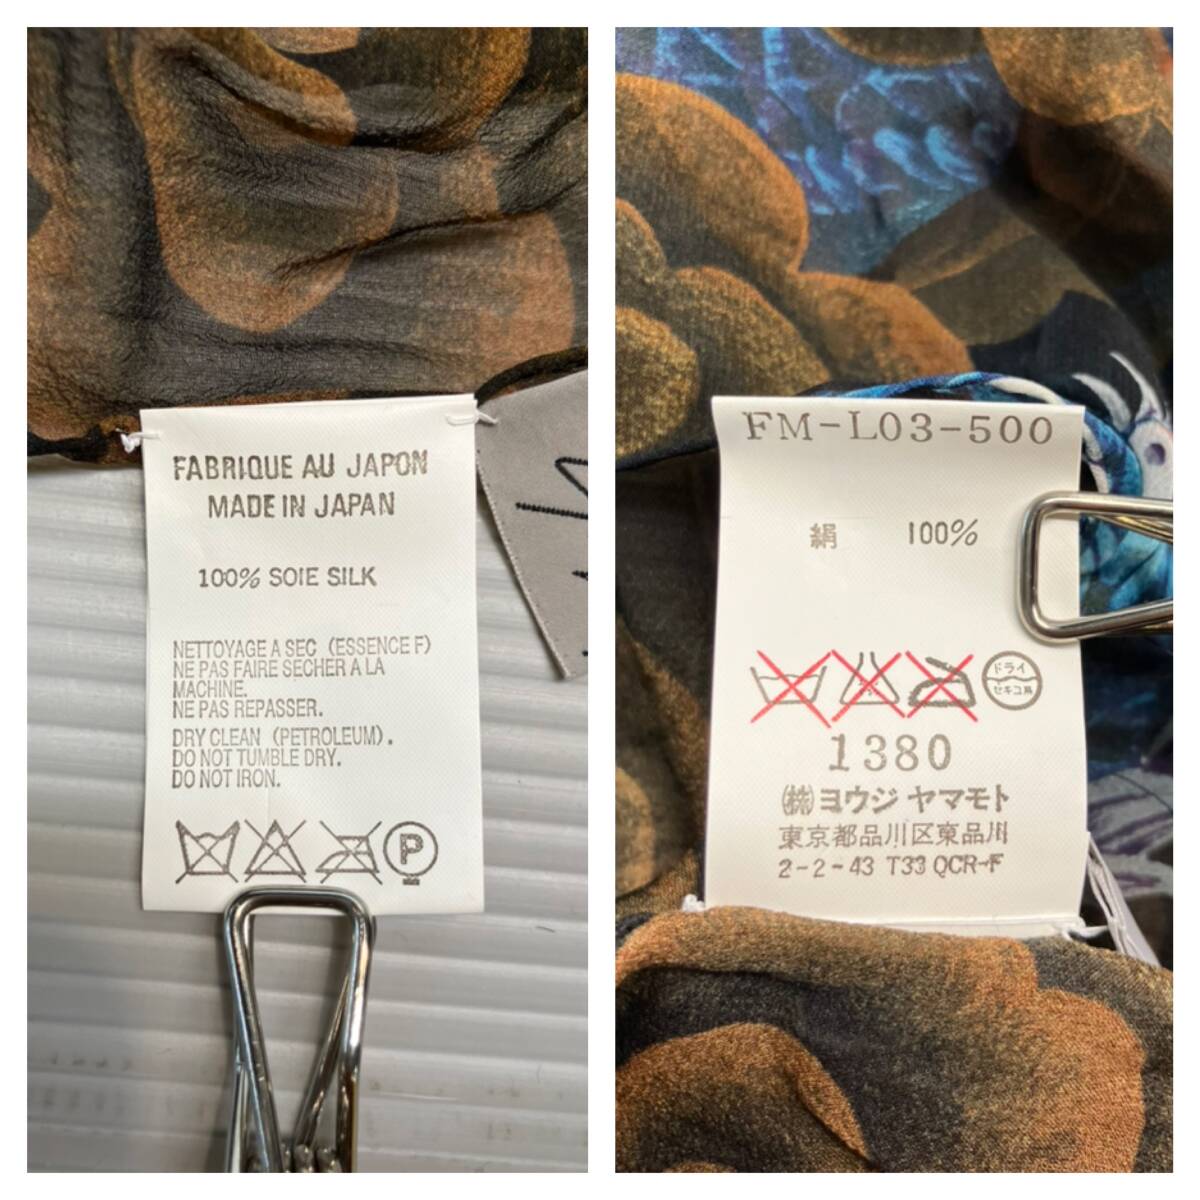 FABRIQUE AU JAPON
MADE IN JAPAN
100% SOIE SILK
NETTOYAGE A SEC (ESSENCE F)
NE PAS FAIRE SECHER A LA
MACHINE.
NE PAS REPASSER.
DRY CLEAN (PETROLEUM).
DO NOT TUMBLE DRY.
DO NOT IRON.
P
FM-L03-500
絹 100%
ドライ
セキユ系
1380
㈱ヨウジ ヤマモト
東京都品川区東品川
2-2-43 T33 QCR-F